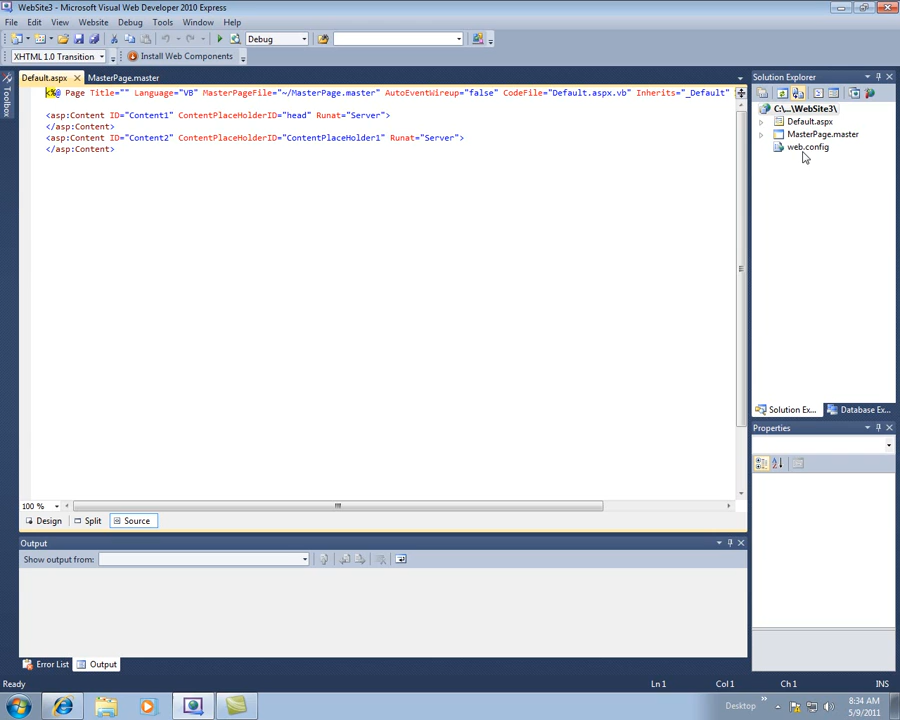 WebSite3 - Microsoft Visual Web Developer 2010 Express
File Edit View Website Debug Tools Window Help
Debug
XHTML 1.0 Transition Install Web Components
Toolbox
Default.aspx MasterPage.master
<%@ Page Title="" Language="VB" MasterPageFile="~/MasterPage.master" AutoEventWireup="false" CodeFile="Default.aspx.vb" Inherits="_Default" %
<asp:Content ID="Content1" ContentPlaceHolderID="head" Runat="Server">
</asp:Content>
<asp:Content ID="Content2" ContentPlaceHolderID="ContentPlaceHolder1" Runat="Server">
</asp:Content>
100 %
Design Split Source
Output
Show output from:
Error List Output
Solution Explorer
C:\...\WebSite3\
Default.aspx
MasterPage.master
web.config
Solution Ex... Database Ex...
Properties
Ready Ln 1 Col 1 Ch 1 INS
Desktop
8:34 AM
5/9/2011